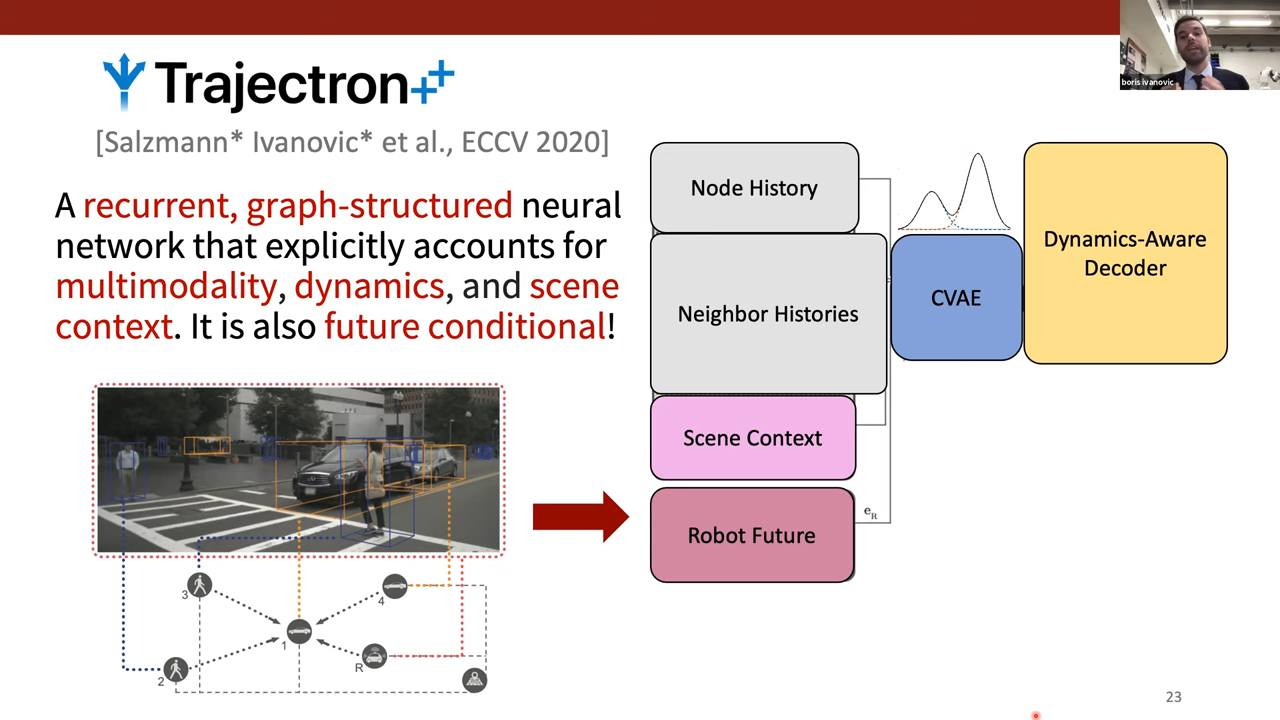 boris ivanovic
Trajectron++
[Salzmann* Ivanovic* et al., ECCV 2020]
A recurrent, graph-structured neural
network that explicitly accounts for
multimodality, dynamics, and scene
context. It is also future conditional!
Node History
Neighbor Histories
Scene Context
Robot Future
e_R
CVAE
Dynamics-Aware
Decoder
3
4
1
R
2
23